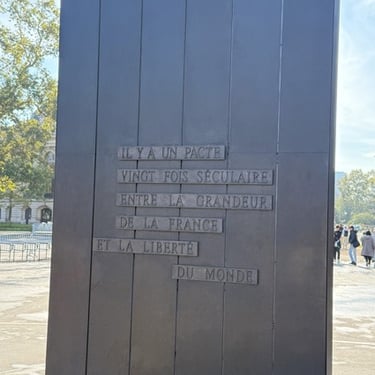 IL Y A UN PACTE
VINGT FOIS SÉCULAIRE
ENTRE LA GRANDEUR
DE LA FRANCE
ET LA LIBERTÉ
DU MONDE